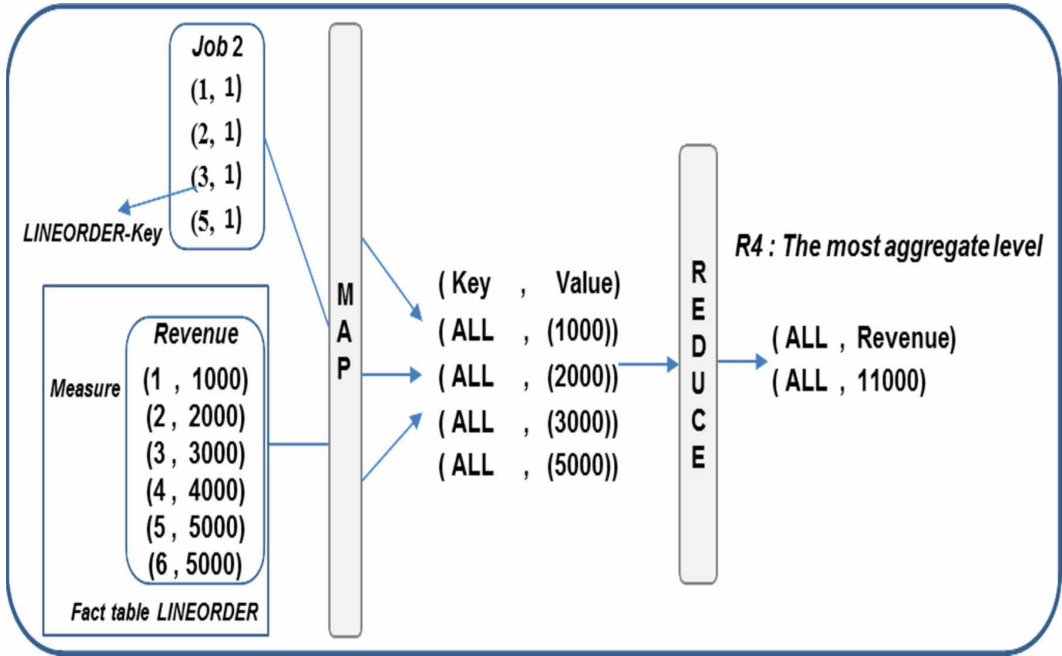 Job 2
(1, 1)
(2, 1)
(3, 1)
(5, 1)
LINEORDER-Key
Measure
Revenue
(1 , 1000)
(2 , 2000)
(3 , 3000)
(4 , 4000)
(5 , 5000)
(6 , 5000)
Fact table LINEORDER
M
A
P
( Key , Value)
( ALL , (1000))
( ALL , (2000))
( ALL , (3000))
( ALL , (5000))
R
E
D
U
C
E
R4 : The most aggregate level
( ALL , Revenue)
( ALL , 11000)